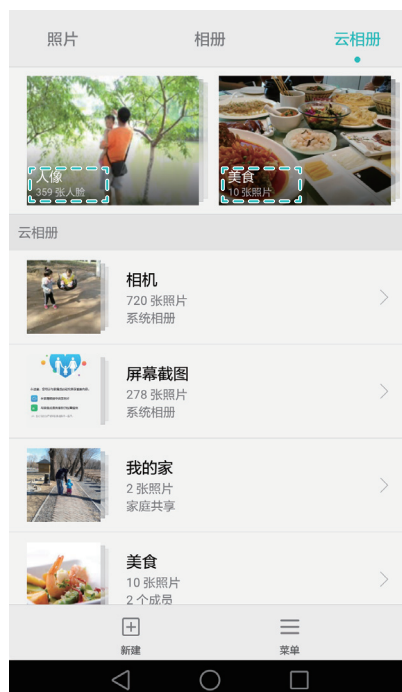 照片
相册
云相册
人像
359 张人脸
美食
10 张照片
云相册
相机
720 张照片
系统相册
屏幕截图
278 张照片
系统相册
我的家
2 张照片
家庭共享
美食
10 张照片
2 个成员
新建
菜单